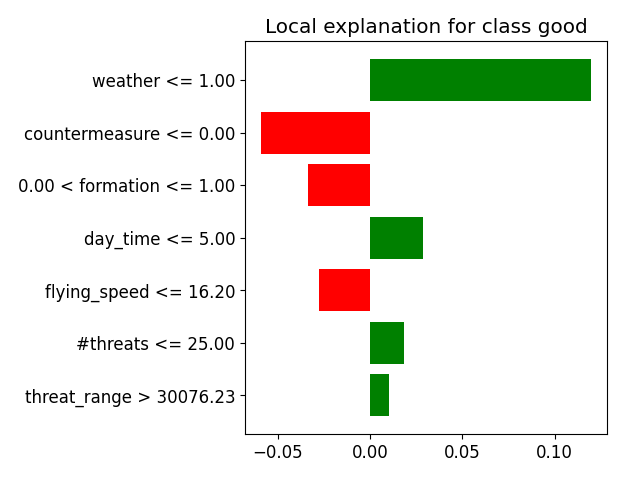 Local explanation for class good
weather <= 1.00
countermeasure <= 0.00
0.00 < formation <= 1.00
day_time <= 5.00
flying_speed <= 16.20
#threats <= 25.00
threat_range > 30076.23
−0.05 0.00 0.05 0.10